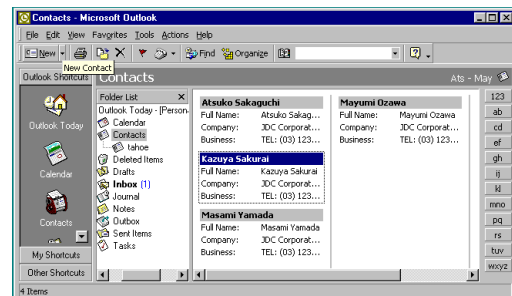 Contacts - Microsoft Outlook
File Edit View Favorites Tools Actions Help
New Find Organize
New Contact
Outlook Shortcuts
Contacts
Ats - May
Outlook Today
Calendar
Contacts
My Shortcuts
Other Shortcuts
Folder List X
Outlook Today - [Person-
Calendar
Contacts
tahoe
Deleted Items
Drafts
Inbox (1)
Journal
Notes
Outbox
Sent Items
Tasks
Atsuko Sakaguchi
Full Name: Atsuko Sakag...
Company: JDC Corporat...
Business: TEL: (03) 123...
Kazuya Sakurai
Full Name: Kazuya Sakurai
Company: JDC Corporat...
Business: TEL: (03) 123...
Masami Yamada
Full Name: Masami Yamada
Company: JDC Corporat...
Business: TEL: (03) 123...
Mayumi Ozawa
Full Name: Mayumi Ozawa
Company: JDC Corporat...
Business: TEL: (03) 123...
123
ab
cd
ef
gh
ij
kl
mno
pq
rs
tuv
wxyz
4 Items